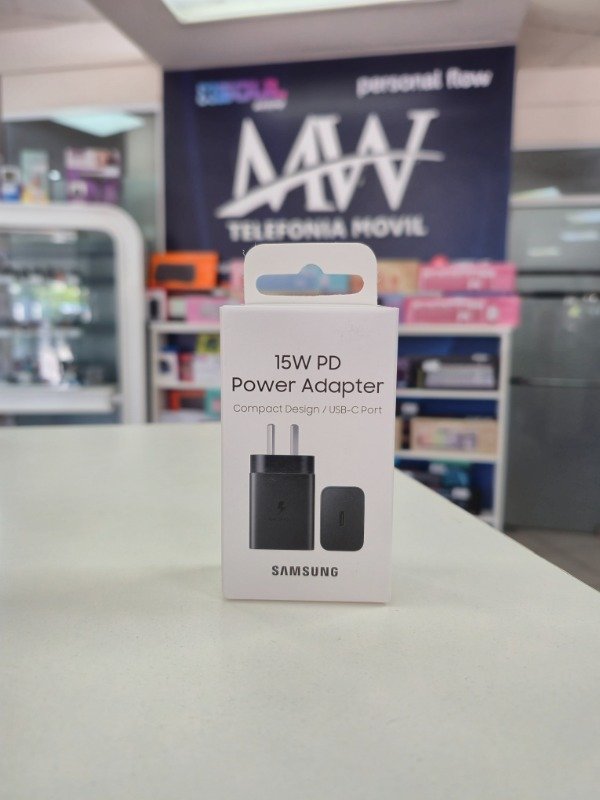 personal flow
MW
TELEFONIA MOVIL
15W PD
Power Adapter
Compact Design / USB-C Port
SAMSUNG